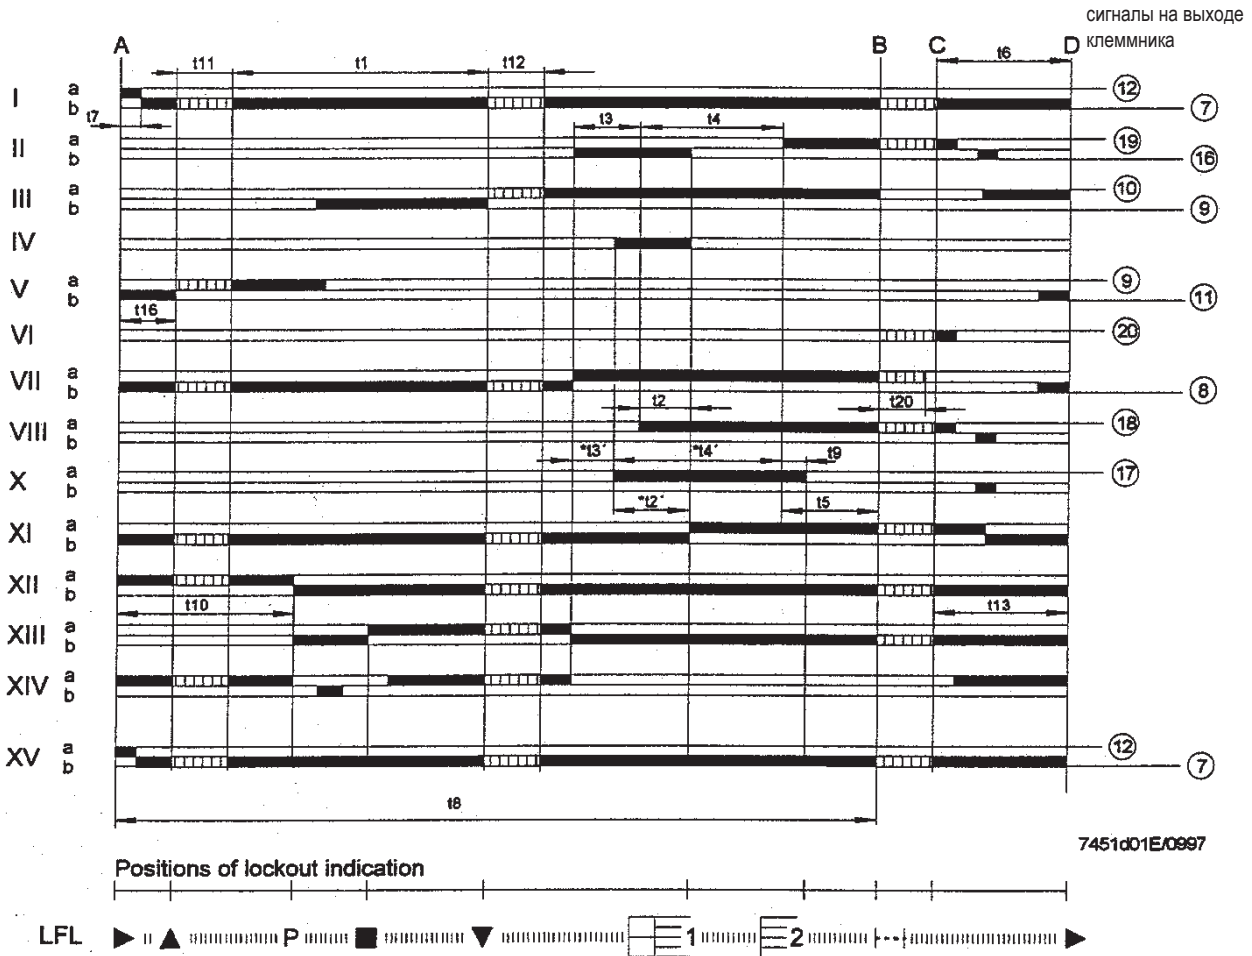 сигналы на выходе
клеммника
A B C D
t11 t1 t12 t6
I a 12
b 7
t7 t3 t4
II a 19
b 16
III a 10
b 9
IV
V a 9
b 11
t16
VI 20
VII a
b 8
t2 t20
VIII a 18
b
"t3´ "t4´ t9
X a 17
b
"t2´ t5
XI a
b
XII a
b
t10 t13
XIII a
b
XIV a
b
XV a 12
b 7
t8
7451d01E/0997
Positions of lockout indication
LFL P 1 2